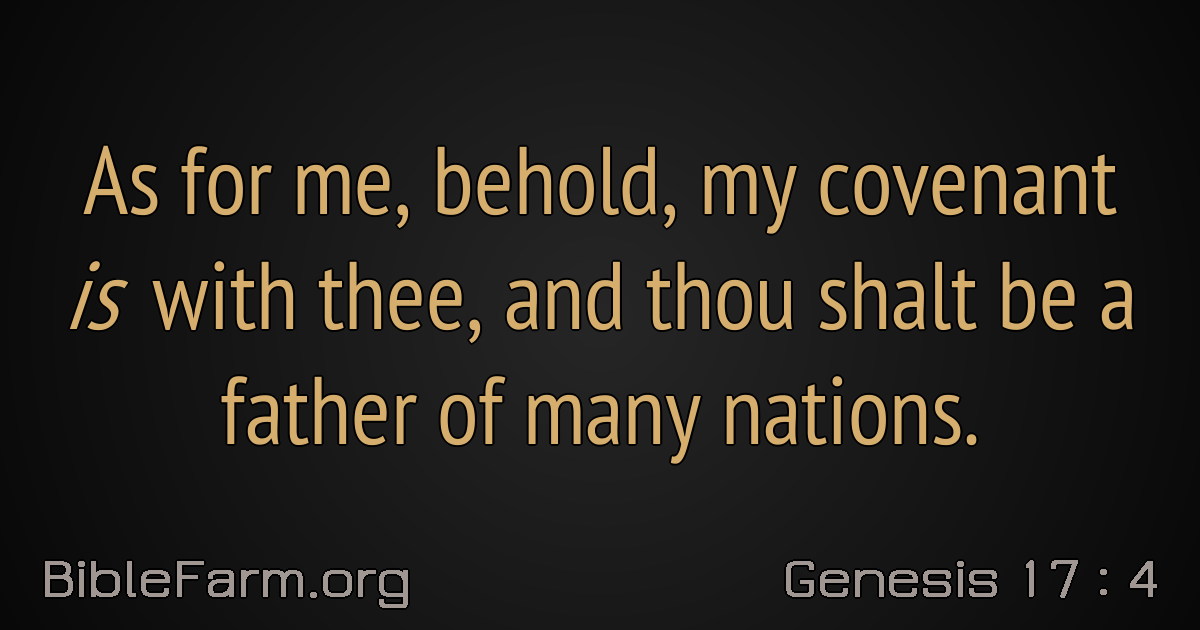 As for me, behold, my covenant
is with thee, and thou shalt be a
father of many nations.
BibleFarm.org
Genesis 17 : 4